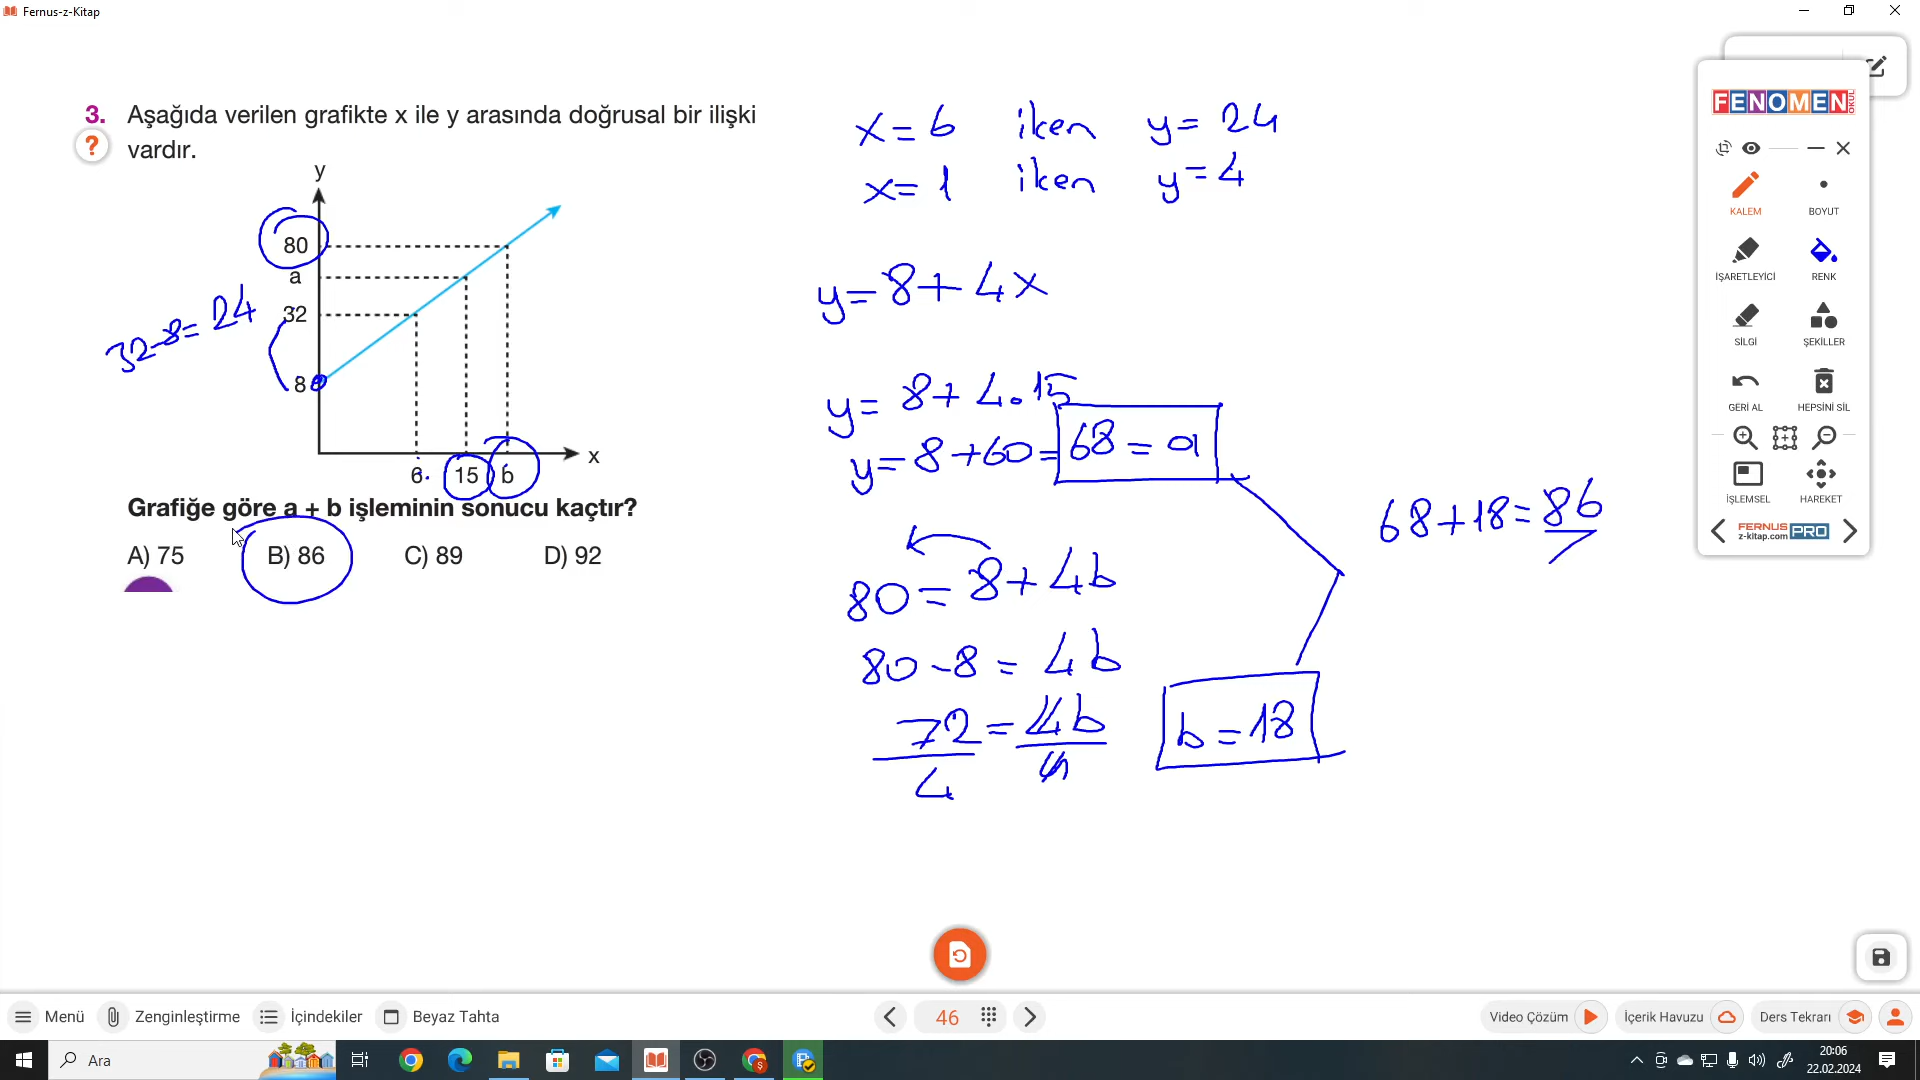 Fernus-z-Kitap
3. Aşağıda verilen grafikte x ile y arasında doğrusal bir ilişki
? vardır.
y
80
a
32
8
6 15 b x
32-8= 24
Grafiğe göre a + b işleminin sonucu kaçtır?
A) 75 B) 86 C) 89 D) 92
x = 6 iken y = 24
x = 1 iken y = 4
y = 8 + 4x
y = 8 + 4.15
y = 8 + 60 = 68 = a
80 = 8 + 4b
80 - 8 = 4b
72 = 4b
4 4
b = 18
68 + 18 = 86
FENOMEN OKUL
KALEM BOYUT
İŞARETLEYİCİ RENK
SİLGİ ŞEKİLLER
GERİ AL HEPSİNİ SİL
İŞLEMSEL HAREKET
FERNUS
z-kitap.com PRO
Menü Zenginleştirme İçindekiler Beyaz Tahta 46 Video Çözüm İçerik Havuzu Ders Tekrarı
Ara
20:06
22.02.2024